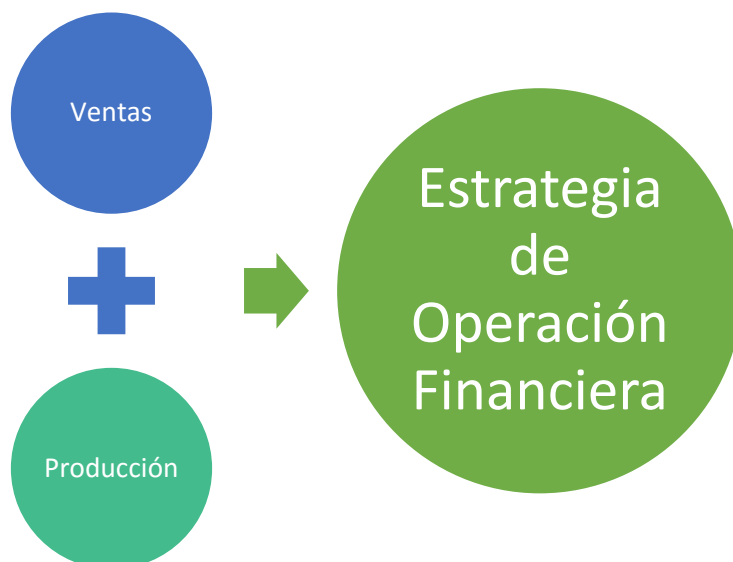 Ventas
Producción
Estrategia
de
Operación
Financiera